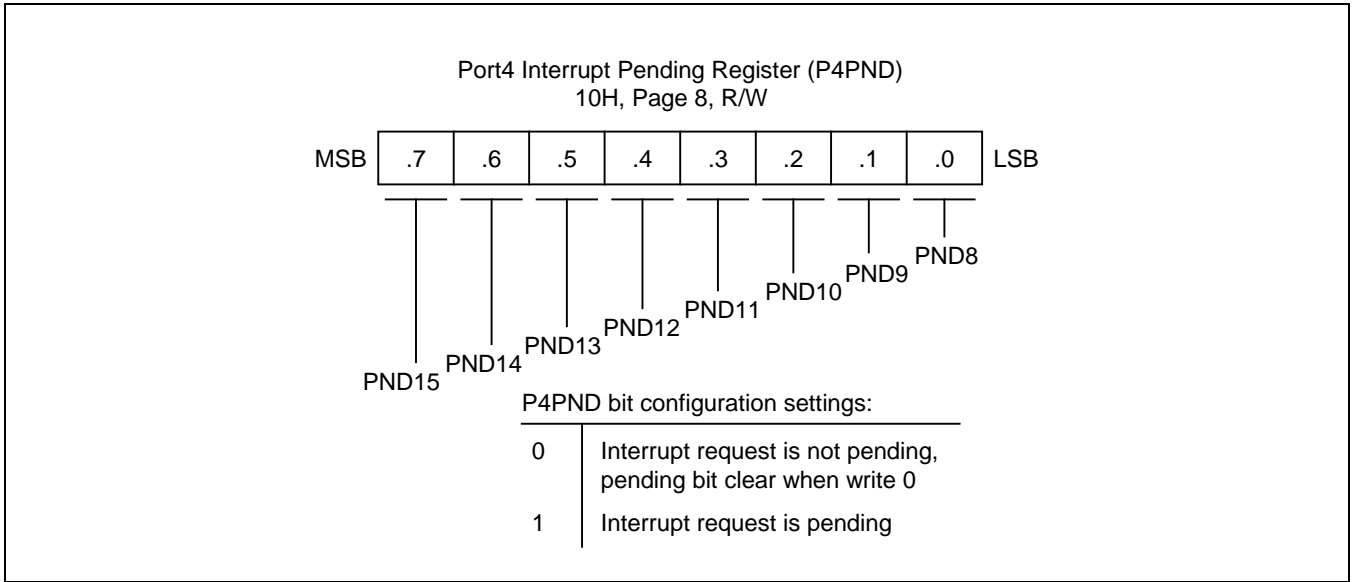 Port4 Interrupt Pending Register (P4PND)
10H, Page 8, R/W
MSB .7 .6 .5 .4 .3 .2 .1 .0 LSB
PND8
PND9
PND10
PND11
PND12
PND13
PND14
PND15
P4PND bit configuration settings:
0 Interrupt request is not pending,
pending bit clear when write 0
1 Interrupt request is pending